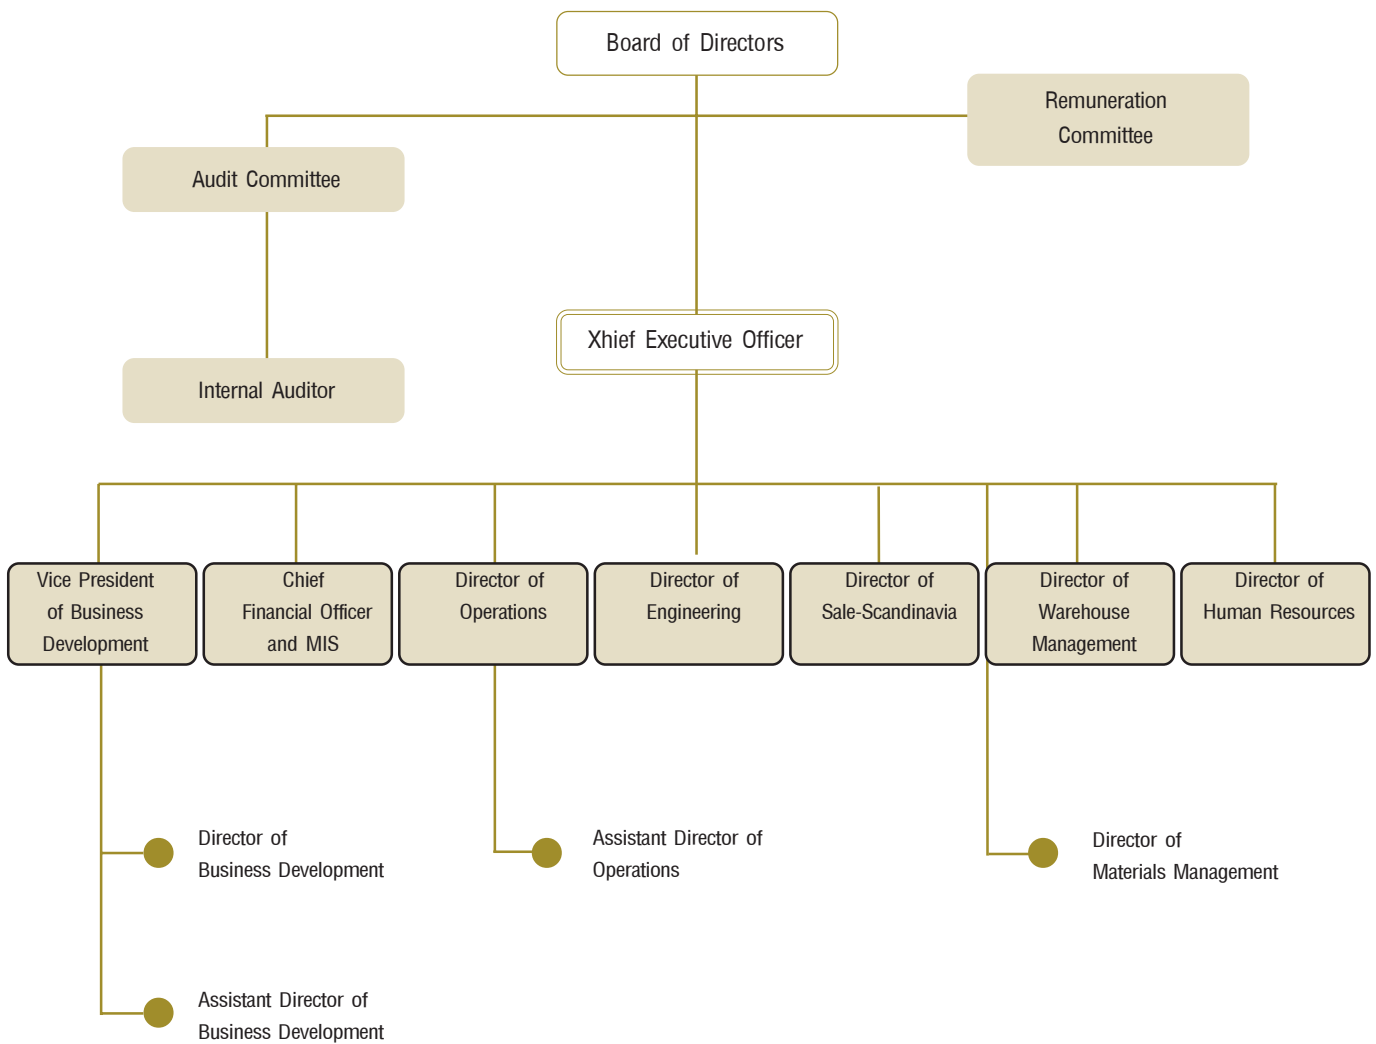 Board of Directors
Remuneration
Committee
Audit Committee
Xhief Executive Officer
Internal Auditor
Vice President
of Business
Development
Chief
Financial Officer
and MIS
Director of
Operations
Director of
Engineering
Director of
Sale-Scandinavia
Director of
Warehouse
Management
Director of
Human Resources
Director of
Business Development
Assistant Director of
Operations
Director of
Materials Management
Assistant Director of
Business Development